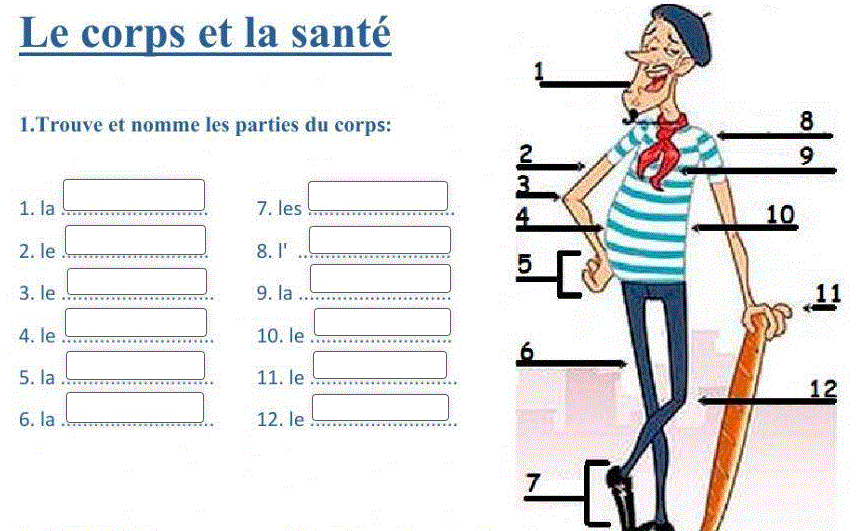 Le corps et la santé
1.Trouve et nomme les parties du corps:
1. la ..............................
2. le ..............................
3. le ..............................
4. le ..............................
5. la ..............................
6. la ..............................
7. les ..............................
8. l' ..............................
9. la ..............................
10. le ..............................
11. le ..............................
12. le ..............................
1
2
3
4
5
6
7
8
9
10
11
12